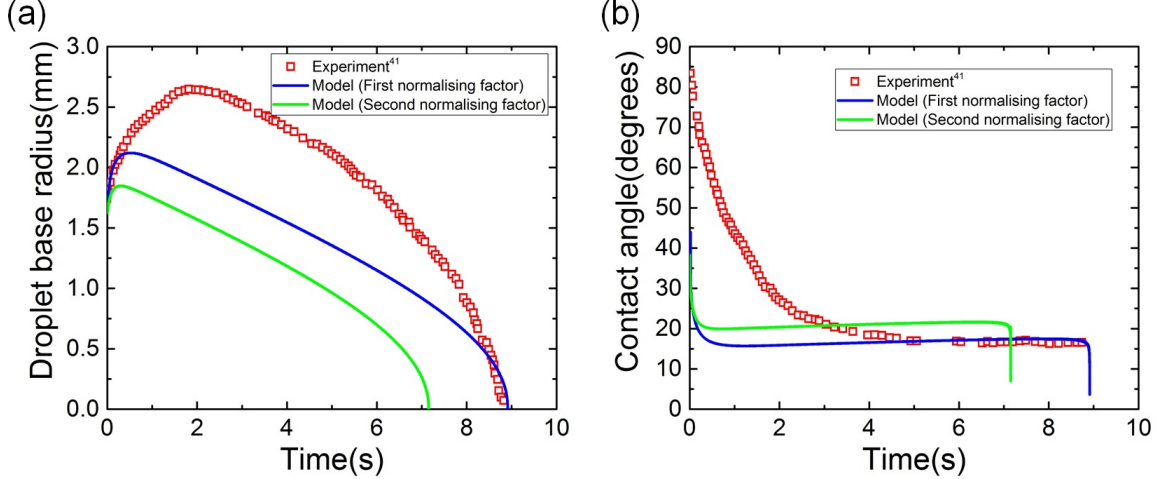 (a)
3.0
2.5
2.0
1.5
1.0
0.5
0.0
Droplet base radius(mm)
Experiment⁴¹
Model (First normalising factor)
Model (Second normalising factor)
0 2 4 6 8 10
Time(s)
(b)
90
80
70
60
50
40
30
20
10
0
Contact angle(degrees)
Experiment⁴¹
Model (First normalising factor)
Model (Second normalising factor)
0 2 4 6 8 10
Time(s)